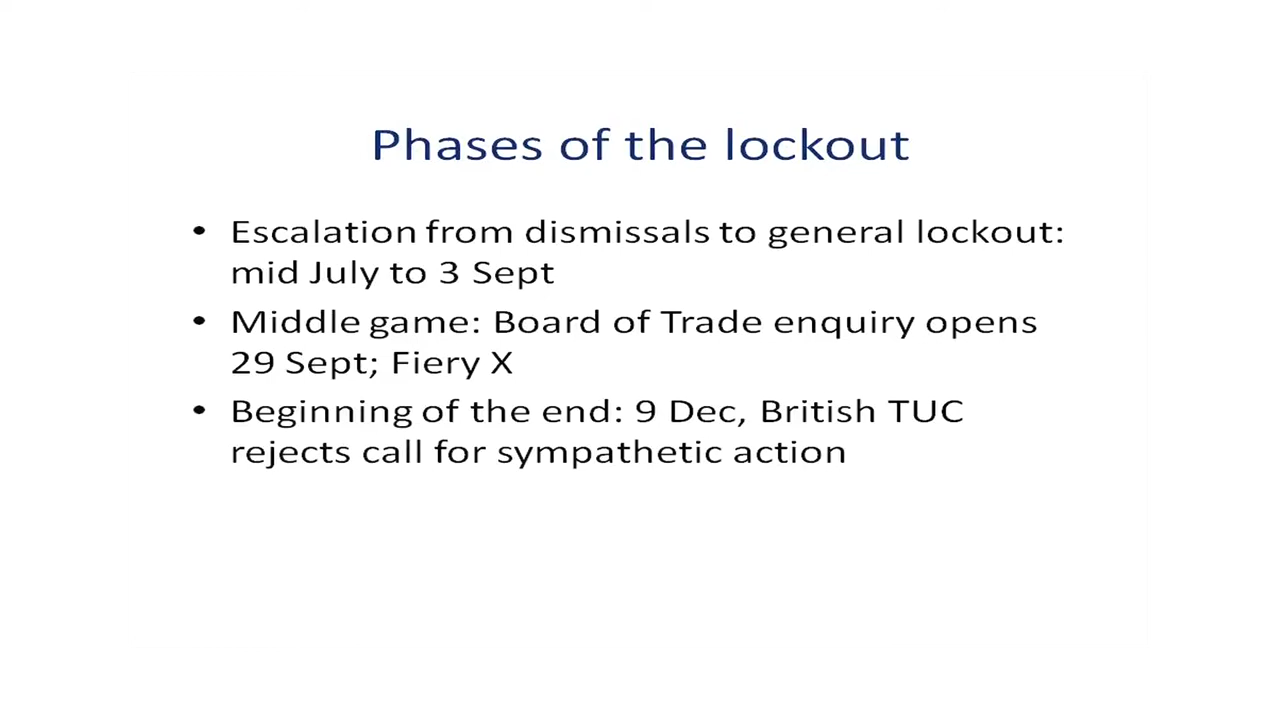 Phases of the lockout
• Escalation from dismissals to general lockout:
mid July to 3 Sept
• Middle game: Board of Trade enquiry opens
29 Sept; Fiery X
• Beginning of the end: 9 Dec, British TUC
rejects call for sympathetic action